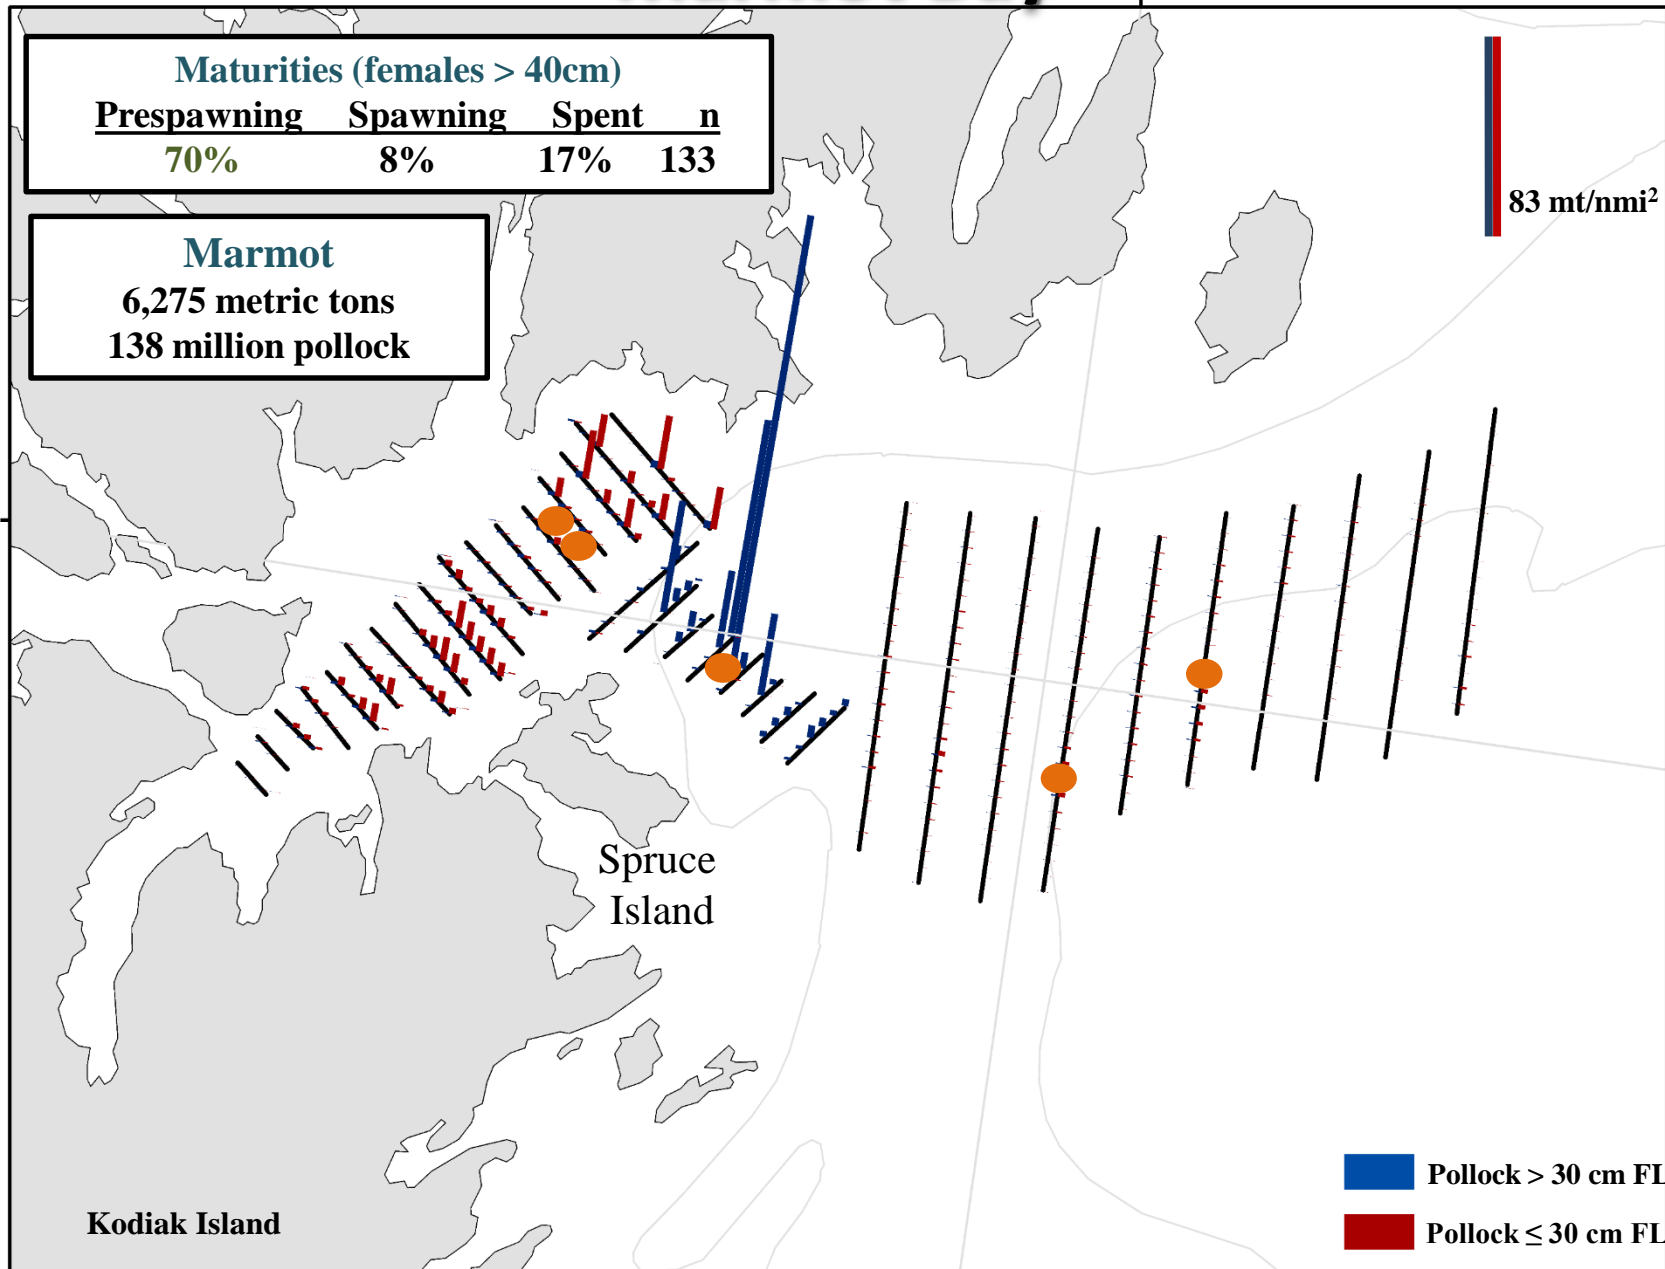 Maturities (females > 40cm)
Prespawning Spawning Spent n
70% 8% 17% 133
Marmot
6,275 metric tons
138 million pollock
83 mt/nmi²
Spruce
Island
Kodiak Island
Pollock > 30 cm FL
Pollock ≤ 30 cm FL